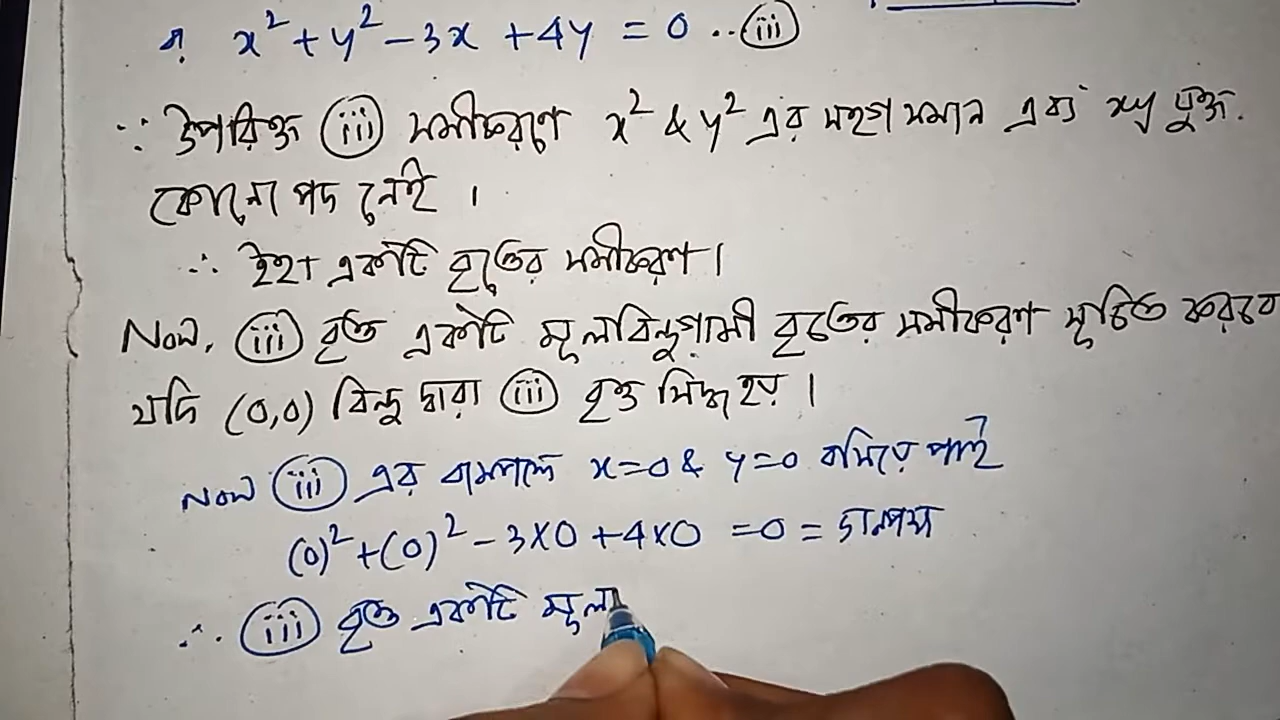 বা, x² + y² - 3x + 4y = 0 ..(iii)
∵ উপরিক্ত (iii) সমীকরণে x² & y² এর সহগ সমান এবং xy যুক্ত.
কোনো পদ নেই ।
∴ ইহা একটি বৃত্তের সমীকরণ ।
Now, (iii) বৃত্ত একটি মূলবিন্দুগামী বৃত্তের সমীকরণ সূচিত করবে
যদি (0,0) বিন্দু দ্বারা (iii) বৃত্ত সিদ্ধ হয় ।
Now (iii) এর বামপক্ষে x=0 & y=0 বসিয়ে পাই
(0)² + (0)² - 3×0 + 4×0 = 0 = ডানপক্ষ
∴ (iii) বৃত্ত একটি মূল